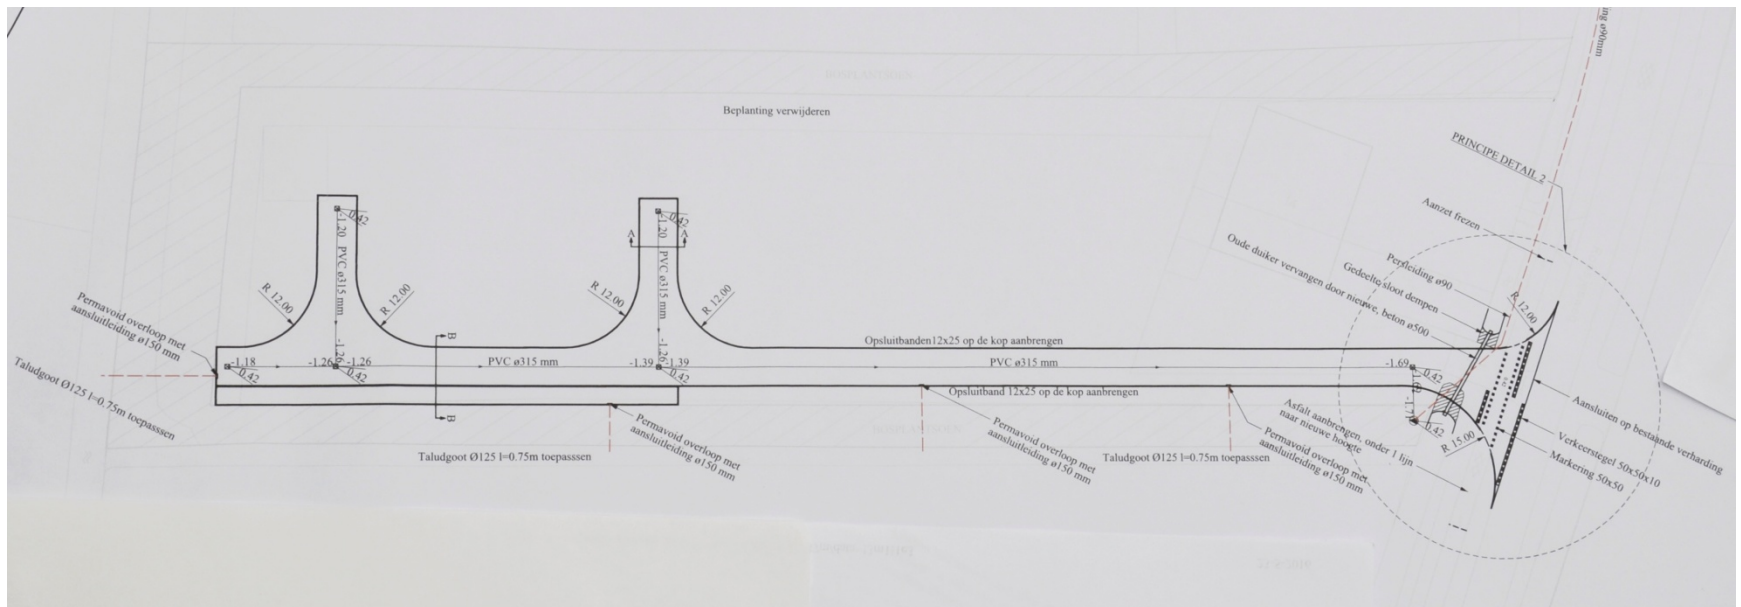 ng ø90mm
Beplanting verwijderen
PRINCIPE DETAIL 2
Aanzet frezen
Persleiding ø90
Gedeelte sloot dempen
Oude duiker vervangen door nieuwe, beton ø500
R 12.00
0.42
-1.20
PVC ø315 mm
0.42
-1.20
PVC ø315 mm
A
A
R 12.00
R 12.00
R 12.00
R 12.00
Permavoid overloop met
aansluitleiding ø150 mm
Taludgoot Ø125 l=0.75m toepasssen
B
B
-1.18
0.42
-1.26
-1.26
-1.26
0.42
PVC ø315 mm
-1.39
-1.39
-1.26
0.42
PVC ø315 mm
-1.69
0.42
0.42
Opsluitbanden12x25 op de kop aanbrengen
Opsluitband 12x25 op de kop aanbrengen
Permavoid overloop met
aansluitleiding ø150 mm
Taludgoot Ø125 l=0.75m toepasssen
Permavoid overloop met
aansluitleiding ø150 mm
Taludgoot Ø125 l=0.75m toepasssen
Asfalt aanbrengen, onder 1 lijn
naar nieuwe hoogte
Permavoid overloop met
aansluitleiding ø150 mm
R 15.00
Aansluiten op bestaande verharding
Verkeerstegel 50x50x10
Markering 50x50